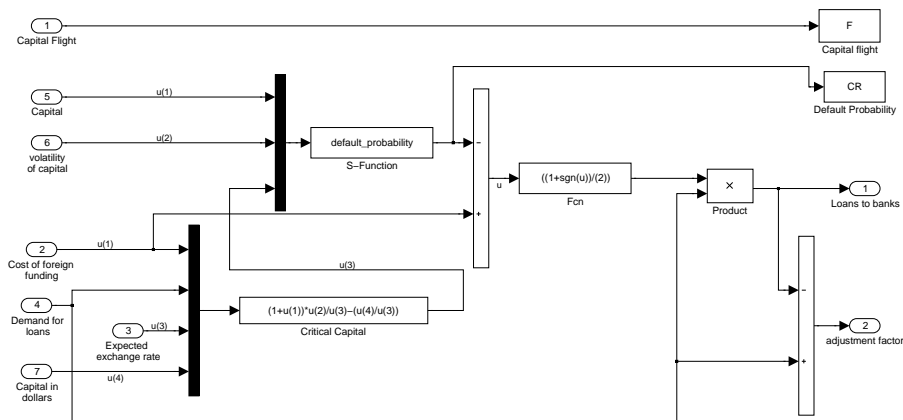 1
Capital Flight
F
Capital flight
5
Capital
u(1)
CR
Default Probability
6
volatility
of capital
u(2)
default_probability
S−Function
−
+
u
((1+sgn(u))/(2))
Fcn
×
Product
1
Loans to banks
2
Cost of foreign
funding
u(1)
u(3)
4
Demand for
loans
(1+u(1))*u(2)/u(3)−(u(4)/u(3))
Critical Capital
3
Expected
exchange rate
u(3)
7
Capital in
dollars
u(4)
−
+
2
adjustment factor